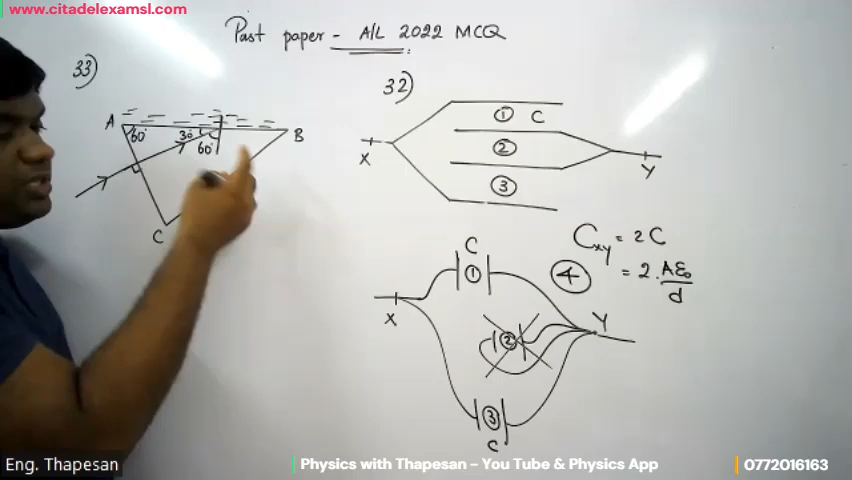 www.citadelexamsl.com
Past paper - A/L 2022 MCQ
33)
A
60°
30°
60°
B
C
32)
X
① C
②
③
Y
Cxy = 2C
④ = 2. Aε₀/d
C
①
X
②
Y
③
C
Eng. Thapesan
Physics with Thapesan - You Tube & Physics App
0772016163